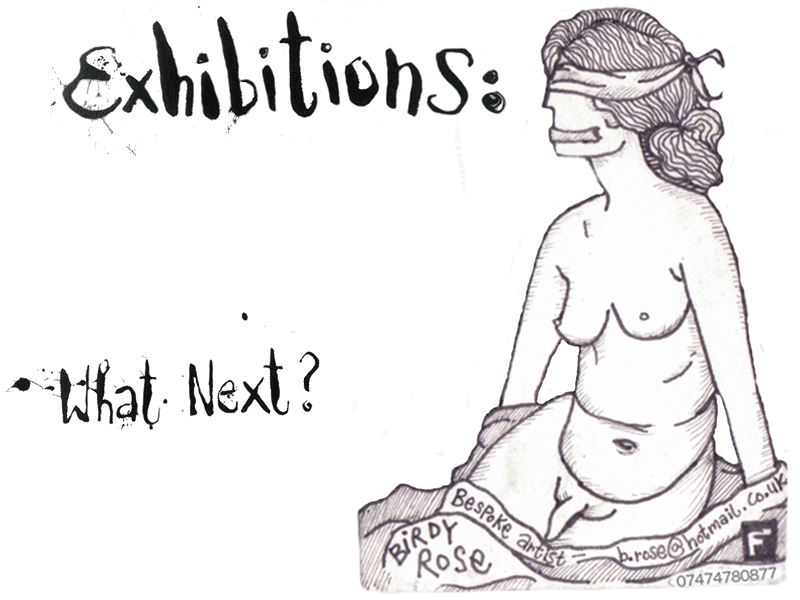 Exhibitions:
What Next?
Bespoke artist - b.rose@hotmail.co.uk
BiRDY
ROSe
F
07474780877